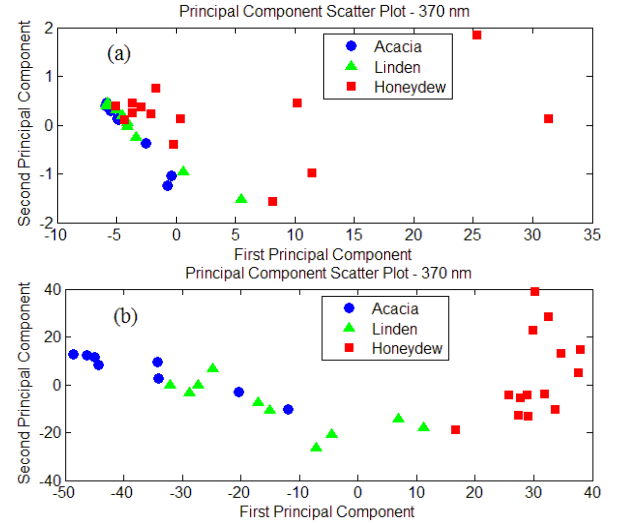 Principal Component Scatter Plot - 370 nm
(a)
Acacia
Linden
Honeydew
Second Principal Component
2
1
0
-1
-2
-10 -5 0 5 10 15 20 25 30 35
First Principal Component
Principal Component Scatter Plot - 370 nm
(b)
Acacia
Linden
Honeydew
Second Principal Component
40
20
0
-20
-40
-50 -40 -30 -20 -10 0 10 20 30 40
First Principal Component